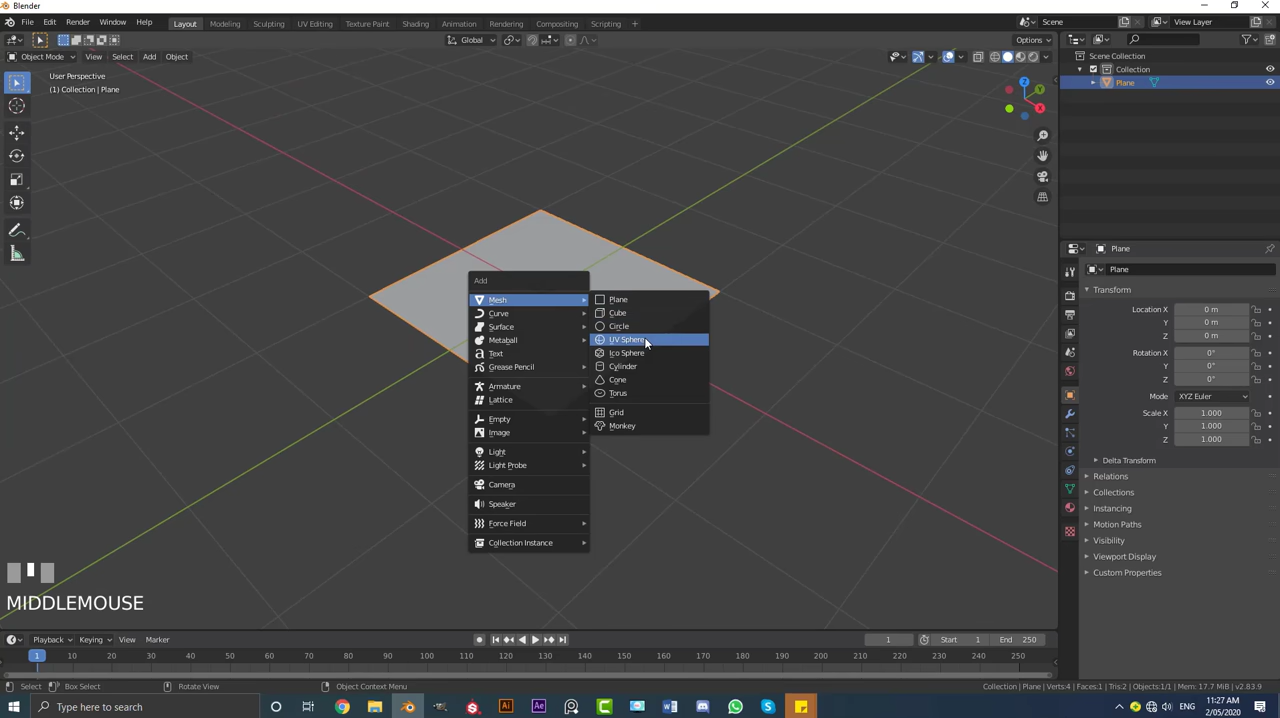 Blender
File Edit Render Window Help
Layout Modeling Sculpting UV Editing Texture Paint Shading Animation Rendering Compositing Scripting +
Scene
View Layer
Global
Options
Object Mode View Select Add Object
User Perspective
(1) Collection | Plane
Z
Y
X
Scene Collection
Collection
Plane
Add
Mesh
Curve
Surface
Metaball
Text
Grease Pencil
Armature
Lattice
Empty
Image
Light
Light Probe
Camera
Speaker
Force Field
Collection Instance
Plane
Cube
Circle
UV Sphere
Ico Sphere
Cylinder
Cone
Torus
Grid
Monkey
Plane
Plane
Transform
Location X 0 m
Y 0 m
Z 0 m
Rotation X 0°
Y 0°
Z 0°
Mode XYZ Euler
Scale X 1.000
Y 1.000
Z 1.000
Delta Transform
Relations
Collections
Instancing
Motion Paths
Visibility
Viewport Display
Custom Properties
MIDDLEMOUSE
Playback Keying View Marker
1 Start 1 End 250
1 10 20 30 40 50 60 70 80 90 100 110 120 130 140 150 160 170 180 190 200 210 220 230 240 250
Select Box Select Rotate View Object Context Menu
Collection | Plane | Verts:4 | Faces:1 | Tris:2 | Objects:1/1 | Mem: 17.7 MiB | v2.83.9
Type here to search
ENG
11:27 AM
2/05/2020